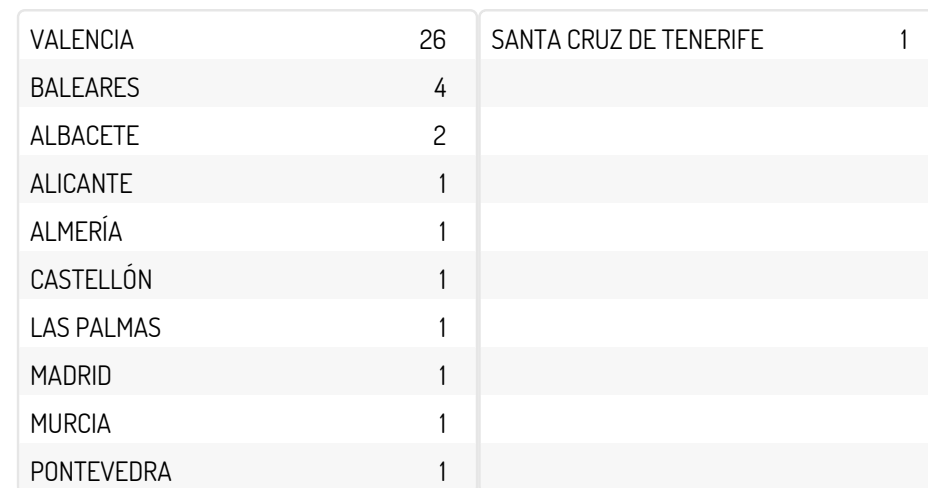 VALENCIA 26
BALEARES 4
ALBACETE 2
ALICANTE 1
ALMERÍA 1
CASTELLÓN 1
LAS PALMAS 1
MADRID 1
MURCIA 1
PONTEVEDRA 1
SANTA CRUZ DE TENERIFE 1